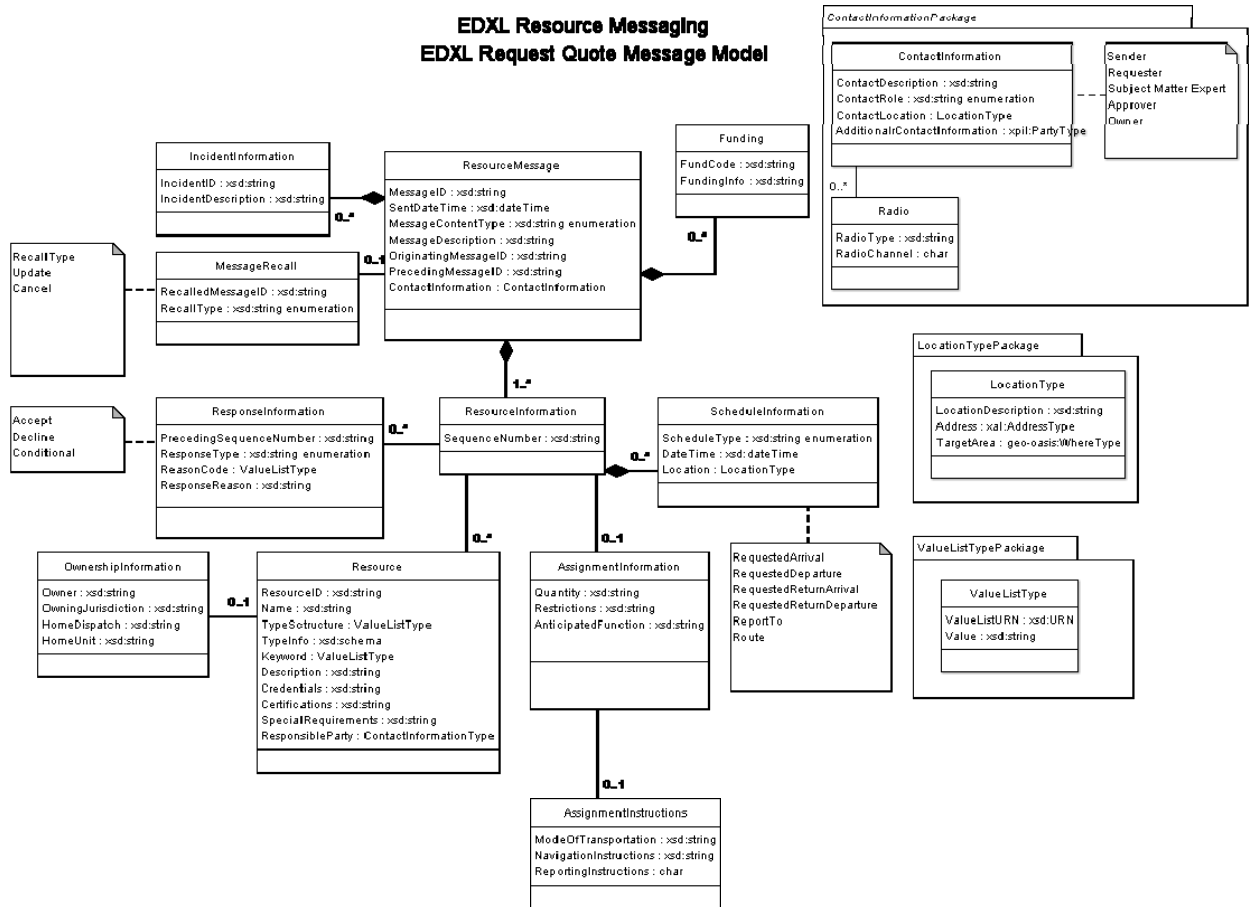 EDXL Resource Messaging
EDXL Request Quote Message Model
ContactInformationPackage
ContactInformation
ContactDescription : xsd:string
ContactRole : xsd:string enumeration
ContactLocation : LocationType
AdditionalrContactInformation : xpil:PartyType
Sender
Requester
Subject Matter Expert
Approver
Owner
0..*
Radio
RadioType : xsd:string
RadioChannel : char
IncidentInformation
IncidentID : xsd:string
IncidentDescription : xsd:string
0..*
ResourceMessage
MessageID : xsd:string
SentDateTime : xsd:dateTime
MessageContentType : xsd:string enumeration
MessageDescription : xsd:string
OriginatingMessageID : xsd:string
PrecedingMessageID : xsd:string
ContactInformation : ContactInformation
Funding
FundCode : xsd:string
FundingInfo : xsd:string
0..*
RecallType
Update
Cancel
MessageRecall
RecalledMessageID : xsd:string
RecallType : xsd:string enumeration
0..1
1..*
LocationTypePackage
LocationType
LocationDescription : xsd:string
Address : xal:AddressType
TargetArea : geo-oasis:WhereType
Accept
Decline
Conditional
ResponseInformation
PrecedingSequenceNumber : xsd:string
ResponseType : xsd:string enumeration
ReasonCode : ValueListType
ResponseReason : xsd:string
0..*
ResourceInformation
SequenceNumber : xsd:string
ScheduleInformation
ScheduleType : xsd:string enumeration
DateTime : xsd:dateTime
Location : LocationType
0..*
0..*
0..1
OwnershipInformation
Owner : xsd:string
OwningJurisdiction : xsd:string
HomeDispatch : xsd:string
HomeUnit : xsd:string
0..1
Resource
ResourceID : xsd:string
Name : xsd:string
TypeSctructure : ValueListType
TypeInfo : xsd:schema
Keyword : ValueListType
Description : xsd:string
Credentials : xsd:string
Certifications : xsd:string
SpecialRequirements : xsd:string
ResponsibleParty : ContactInformationType
AssignmentInformation
Quantity : xsd:string
Restrictions : xsd:string
AnticipatedFunction : xsd:string
RequestedArrival
RequestedDeparture
RequestedReturnArrival
RequestedReturnDeparture
ReportTo
Route
ValueListTypePackage
ValueListType
ValueListURN : xsd:URN
Value : xsd:string
0..1
AssignmentInstructions
ModeOfTransportation : xsd:string
NavigationInstructions : xsd:string
ReportingInstructions : char